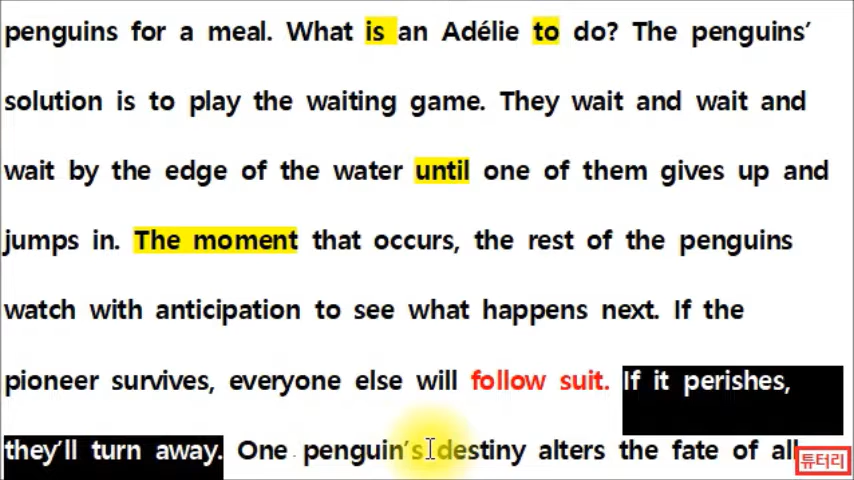 penguins for a meal. What is an Adélie to do? The penguins'
solution is to play the waiting game. They wait and wait and
wait by the edge of the water until one of them gives up and
jumps in. The moment that occurs, the rest of the penguins
watch with anticipation to see what happens next. If the
pioneer survives, everyone else will follow suit. If it perishes,
they'll turn away. One penguin's destiny alters the fate of all
튜터리